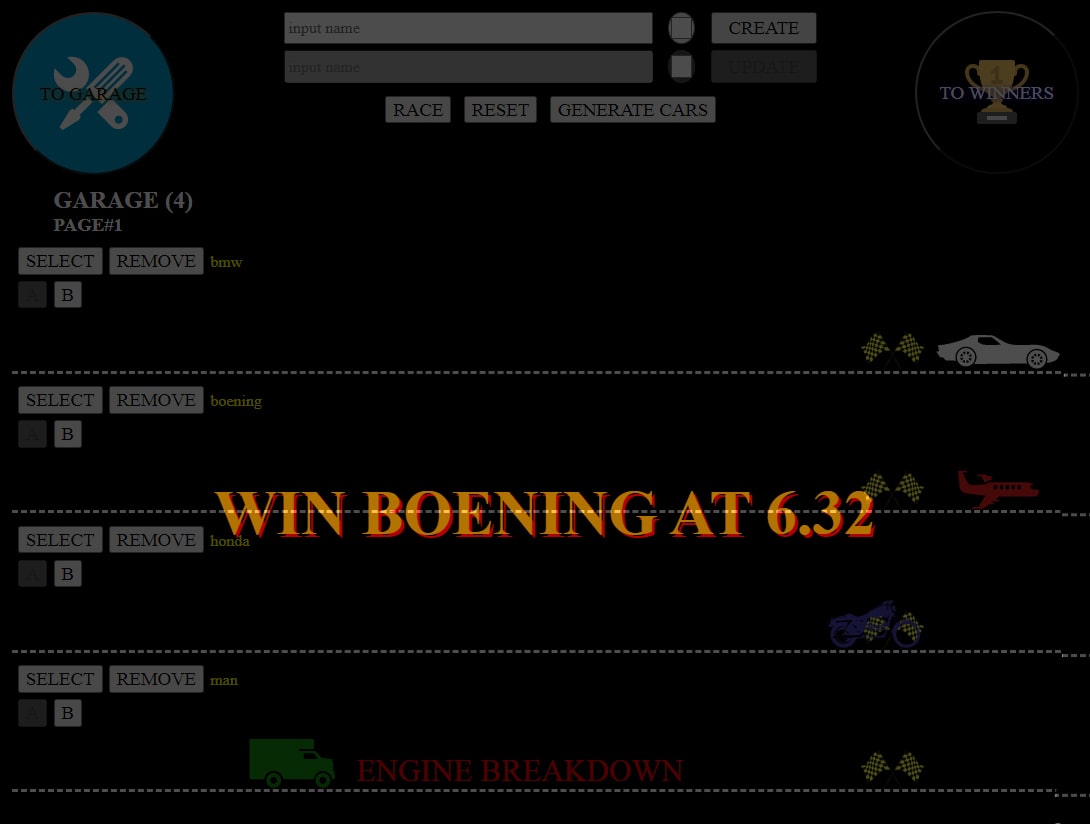 TO GARAGE
input name
CREATE
input name
UPDATE
RACE RESET GENERATE CARS
1
TO WINNERS
GARAGE (4)
PAGE#1
SELECT REMOVE bmw
A B
SELECT REMOVE boening
A B
WIN BOENING AT 6.32
SELECT REMOVE honda
A B
SELECT REMOVE man
A B
ENGINE BREAKDOWN